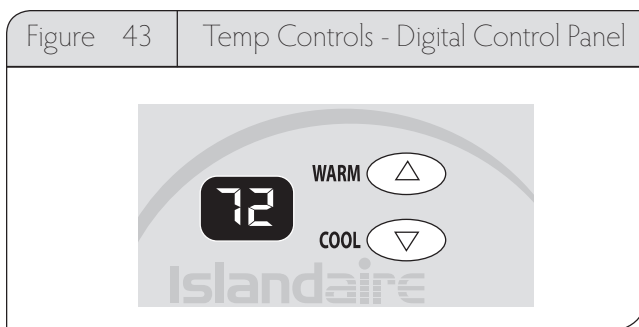 Figure 43 Temp Controls - Digital Control Panel
WARM
72
COOL
Islandaire